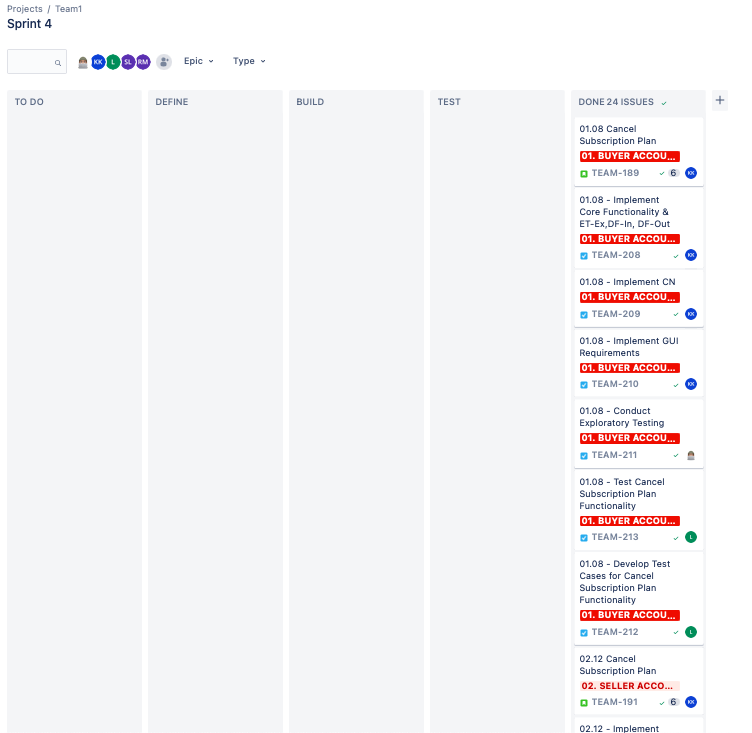 Projects / Team1
Sprint 4
KK L SL RM Epic Type
TO DO
DEFINE
BUILD
TEST
DONE 24 ISSUES
01.08 Cancel
Subscription Plan
01. BUYER ACCOU...
TEAM-189 6 KK
01.08 - Implement
Core Functionality &
ET-Ex,DF-In, DF-Out
01. BUYER ACCOU...
TEAM-208 KK
01.08 - Implement CN
01. BUYER ACCOU...
TEAM-209 KK
01.08 - Implement GUI
Requirements
01. BUYER ACCOU...
TEAM-210 KK
01.08 - Conduct
Exploratory Testing
01. BUYER ACCOU...
TEAM-211
01.08 - Test Cancel
Subscription Plan
Functionality
01. BUYER ACCOU...
TEAM-213 L
01.08 - Develop Test
Cases for Cancel
Subscription Plan
Functionality
01. BUYER ACCOU...
TEAM-212 L
02.12 Cancel
Subscription Plan
02. SELLER ACCO...
TEAM-191 6 KK
02.12 - Implement